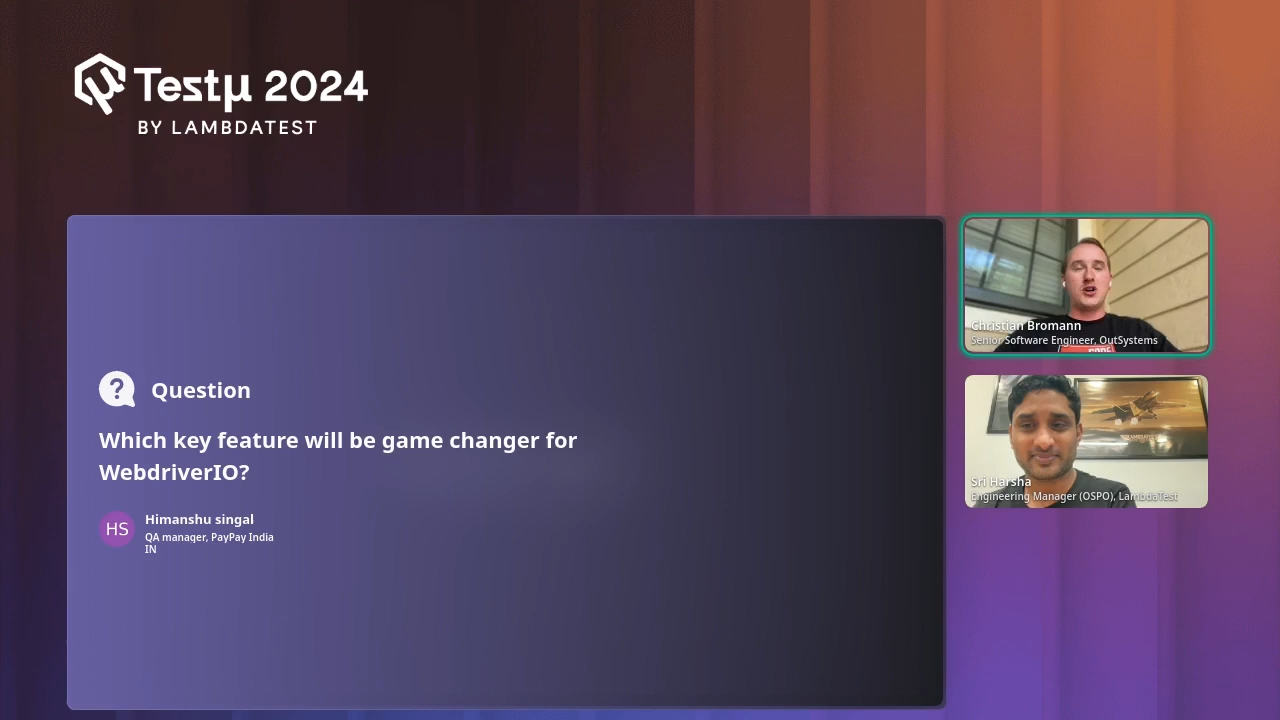 Testμ 2024
BY LAMBDATEST
Question
Which key feature will be game changer for
WebdriverIO?
HS
Himanshu singal
QA manager, PayPay India
IN
Christian Bromann
Senior Software Engineer, OutSystems
Sri Harsha
Engineering Manager (OSPO), LambdaTest